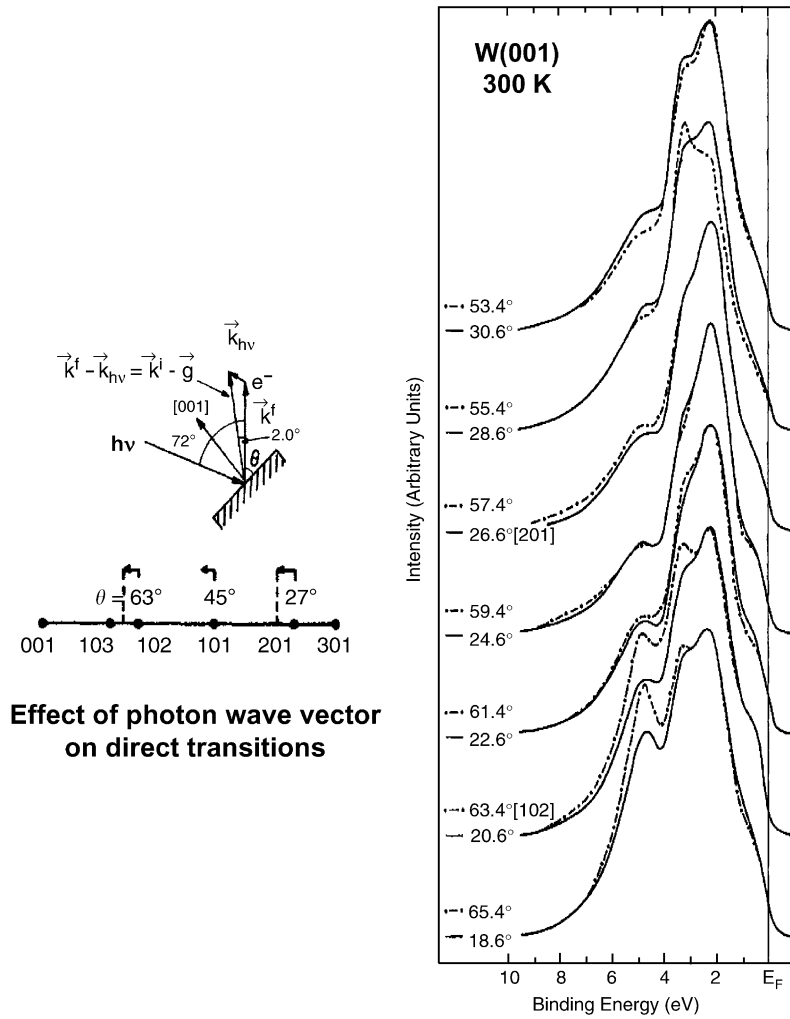 W(001)
300 K
k⃗hν
k⃗f – k⃗hν = k⃗i - g⃗
e–
[001]
k⃗f
hν
72°
2.0°
θ
θ = 63°
45°
27°
001
103
102
101
201
301
Effect of photon wave vector
on direct transitions
Intensity (Arbitrary Units)
53.4°
30.6°
55.4°
28.6°
57.4°
26.6°[201]
59.4°
24.6°
61.4°
22.6°
63.4°[102]
20.6°
65.4°
18.6°
10
8
6
4
2
EF
Binding Energy (eV)